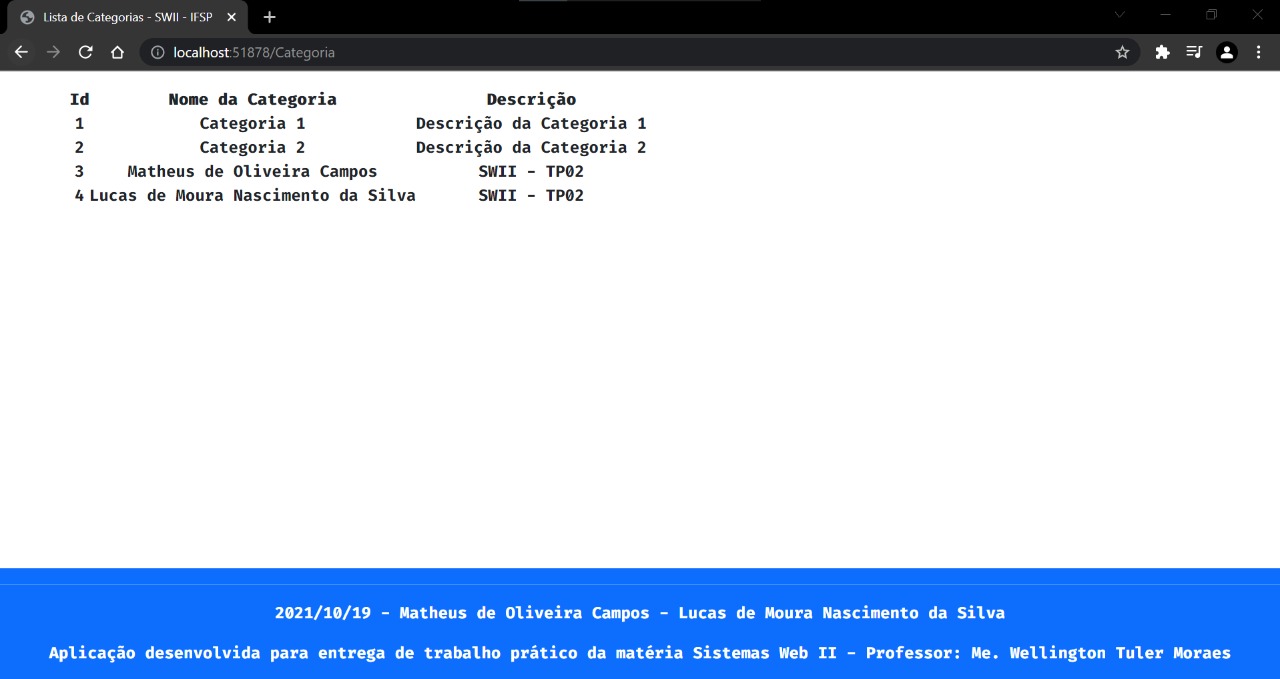 Lista de Categorias - SWII - IFSP
localhost:51878/Categoria
Id Nome da Categoria Descrição
1 Categoria 1 Descrição da Categoria 1
2 Categoria 2 Descrição da Categoria 2
3 Matheus de Oliveira Campos SWII - TP02
4 Lucas de Moura Nascimento da Silva SWII - TP02
2021/10/19 - Matheus de Oliveira Campos - Lucas de Moura Nascimento da Silva
Aplicação desenvolvida para entrega de trabalho prático da matéria Sistemas Web II - Professor: Me. Wellington Tuler Moraes